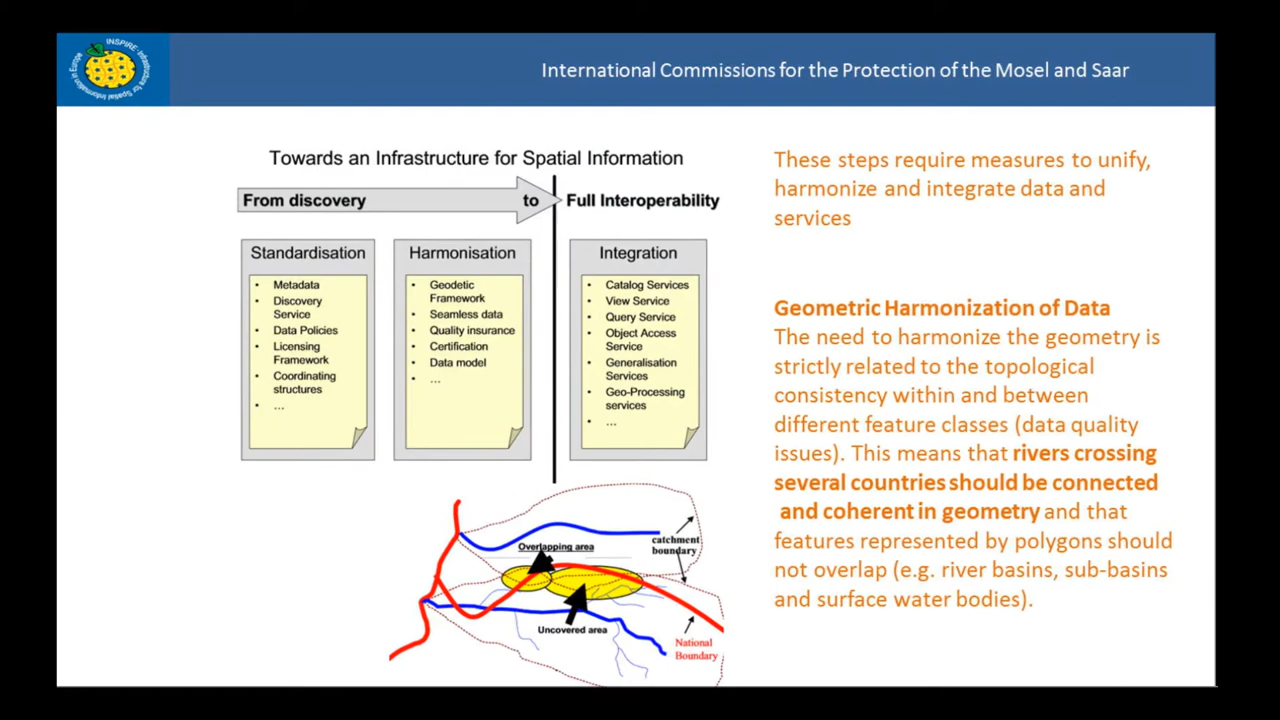 INSPIRE- Infrastructure for Spatial Information in Europe
International Commissions for the Protection of the Mosel and Saar
Towards an Infrastructure for Spatial Information
From discovery to Full Interoperability
Standardisation
• Metadata
• Discovery
Service
• Data Policies
• Licensing
Framework
• Coordinating
structures
• ...
Harmonisation
• Geodetic
Framework
• Seamless data
• Quality insurance
• Certification
• Data model
• ...
Integration
• Catalog Services
• View Service
• Query Service
• Object Access
Service
• Generalisation
Services
• Geo-Processing
services
• ...
Overlapping area
catchment
boundary
Uncovered area
National
Boundary
These steps require measures to unify,
harmonize and integrate data and
services
Geometric Harmonization of Data
The need to harmonize the geometry is
strictly related to the topological
consistency within and between
different feature classes (data quality
issues). This means that rivers crossing
several countries should be connected
and coherent in geometry and that
features represented by polygons should
not overlap (e.g. river basins, sub-basins
and surface water bodies).